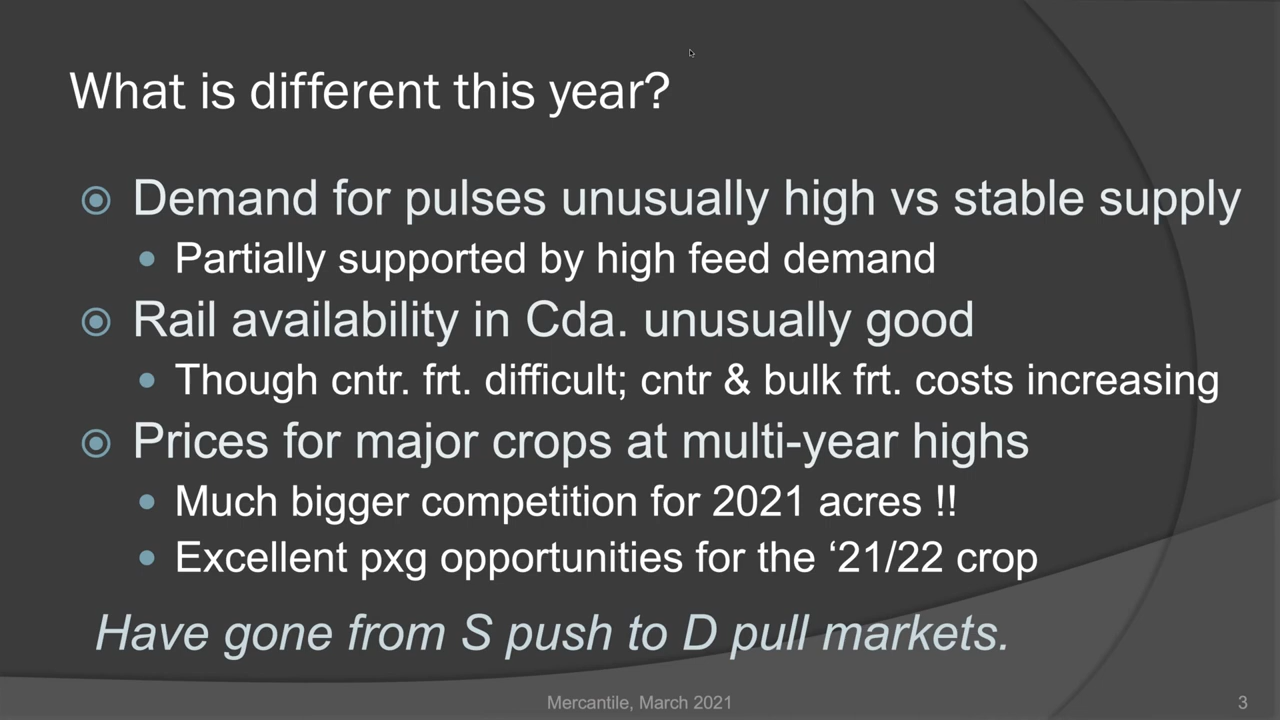 What is different this year?
Demand for pulses unusually high vs stable supply
Partially supported by high feed demand
Rail availability in Cda. unusually good
Though cntr. frt. difficult; cntr & bulk frt. costs increasing
Prices for major crops at multi-year highs
Much bigger competition for 2021 acres !!
Excellent pxg opportunities for the ‘21/22 crop
Have gone from S push to D pull markets.
Mercantile, March 2021
3